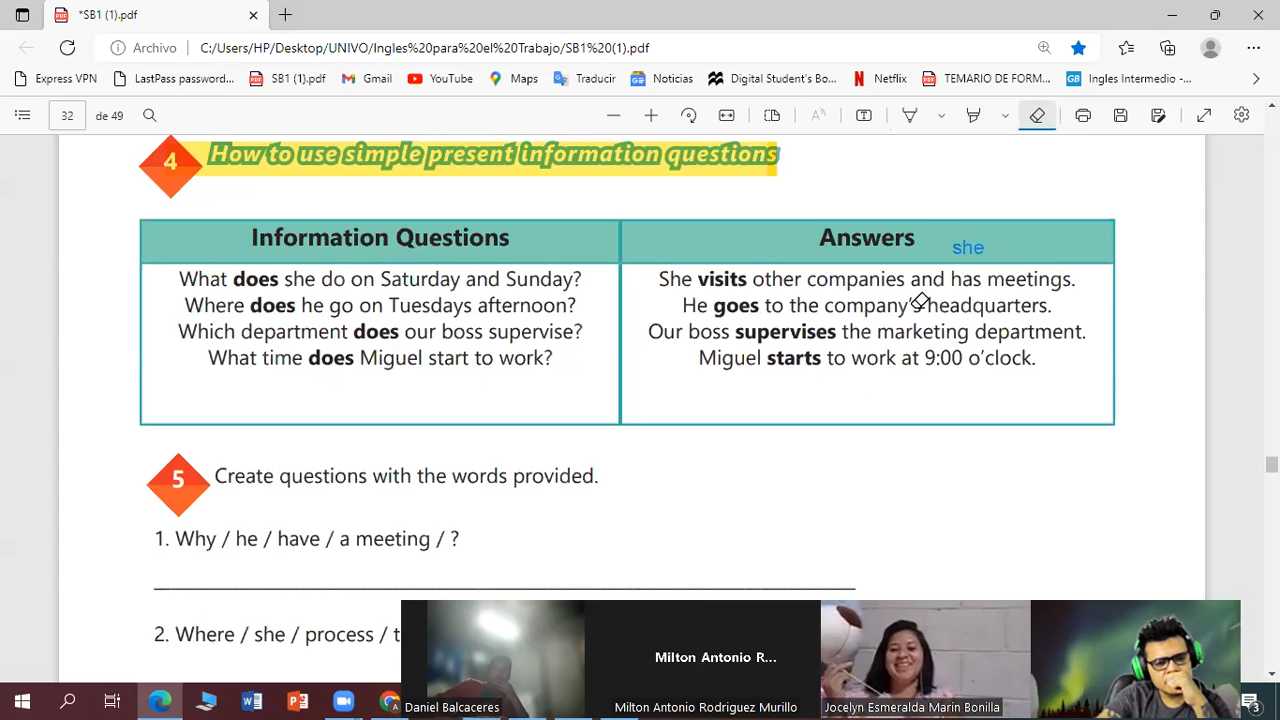 *SB1 (1).pdf
Archivo C:/Users/HP/Desktop/UNIVO/Ingles%20para%20el%20Trabajo/SB1%20(1).pdf
Express VPN LastPass password... SB1 (1).pdf Gmail YouTube Maps Traducir Noticias Digital Student's Bo... Netflix TEMARIO DE FORM... Ingles Intermedio -...
32 de 49
4 How to use simple present information questions
Information Questions
What does she do on Saturday and Sunday?
Where does he go on Tuesdays afternoon?
Which department does our boss supervise?
What time does Miguel start to work?
Answers
she
She visits other companies and has meetings.
He goes to the company's headquarters.
Our boss supervises the marketing department.
Miguel starts to work at 9:00 o'clock.
5 Create questions with the words provided.
1. Why / he / have / a meeting / ?
2. Where / she / process / t
Milton Antonio R...
Daniel Balcaceres
Milton Antonio Rodriguez Murillo
Jocelyn Esmeralda Marin Bonilla
3